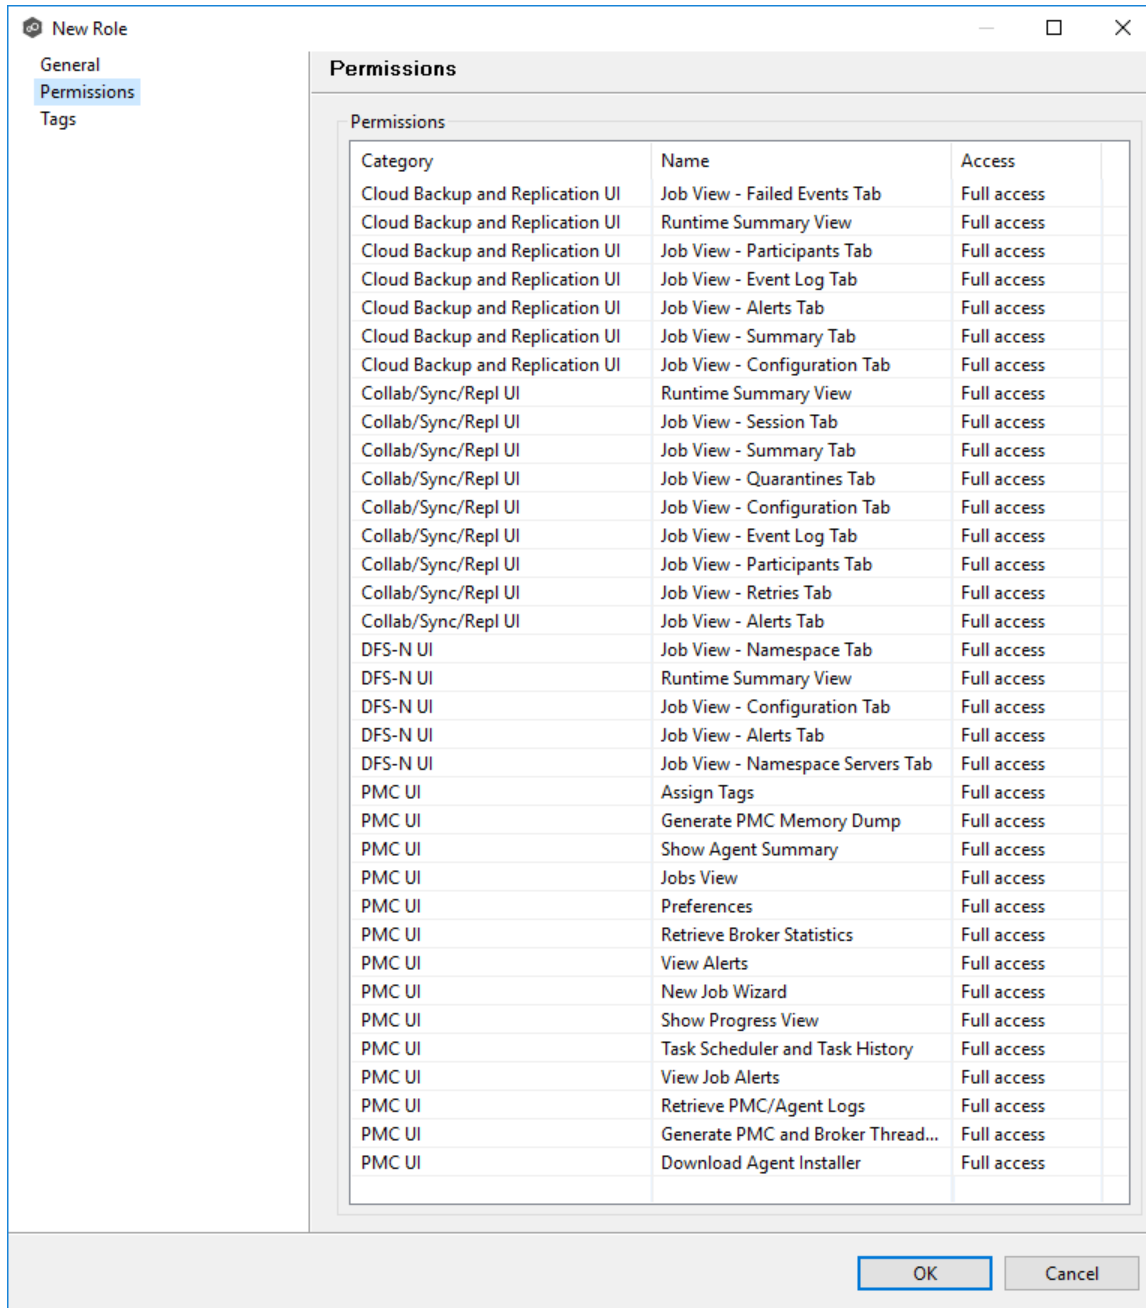 New Role
General
Permissions
Tags
Permissions
Permissions
Category Name Access
Cloud Backup and Replication UI Job View - Failed Events Tab Full access
Cloud Backup and Replication UI Runtime Summary View Full access
Cloud Backup and Replication UI Job View - Participants Tab Full access
Cloud Backup and Replication UI Job View - Event Log Tab Full access
Cloud Backup and Replication UI Job View - Alerts Tab Full access
Cloud Backup and Replication UI Job View - Summary Tab Full access
Cloud Backup and Replication UI Job View - Configuration Tab Full access
Collab/Sync/Repl UI Runtime Summary View Full access
Collab/Sync/Repl UI Job View - Session Tab Full access
Collab/Sync/Repl UI Job View - Summary Tab Full access
Collab/Sync/Repl UI Job View - Quarantines Tab Full access
Collab/Sync/Repl UI Job View - Configuration Tab Full access
Collab/Sync/Repl UI Job View - Event Log Tab Full access
Collab/Sync/Repl UI Job View - Participants Tab Full access
Collab/Sync/Repl UI Job View - Retries Tab Full access
Collab/Sync/Repl UI Job View - Alerts Tab Full access
DFS-N UI Job View - Namespace Tab Full access
DFS-N UI Runtime Summary View Full access
DFS-N UI Job View - Configuration Tab Full access
DFS-N UI Job View - Alerts Tab Full access
DFS-N UI Job View - Namespace Servers Tab Full access
PMC UI Assign Tags Full access
PMC UI Generate PMC Memory Dump Full access
PMC UI Show Agent Summary Full access
PMC UI Jobs View Full access
PMC UI Preferences Full access
PMC UI Retrieve Broker Statistics Full access
PMC UI View Alerts Full access
PMC UI New Job Wizard Full access
PMC UI Show Progress View Full access
PMC UI Task Scheduler and Task History Full access
PMC UI View Job Alerts Full access
PMC UI Retrieve PMC/Agent Logs Full access
PMC UI Generate PMC and Broker Thread... Full access
PMC UI Download Agent Installer Full access
OK Cancel